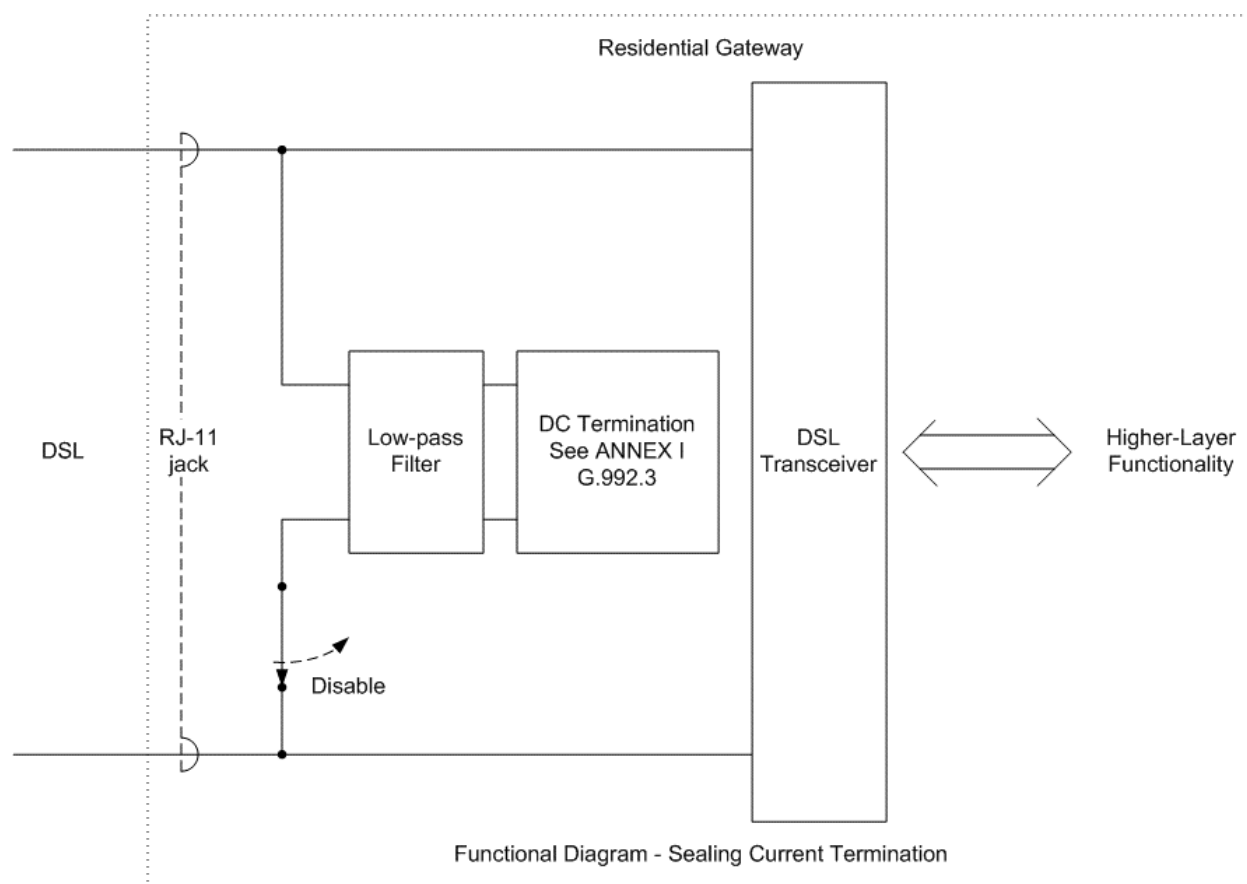 Residential Gateway
DSL
RJ-11
jack
Low-pass
Filter
DC Termination
See ANNEX I
G.992.3
DSL
Transceiver
Higher-Layer
Functionality
Disable
Functional Diagram - Sealing Current Termination